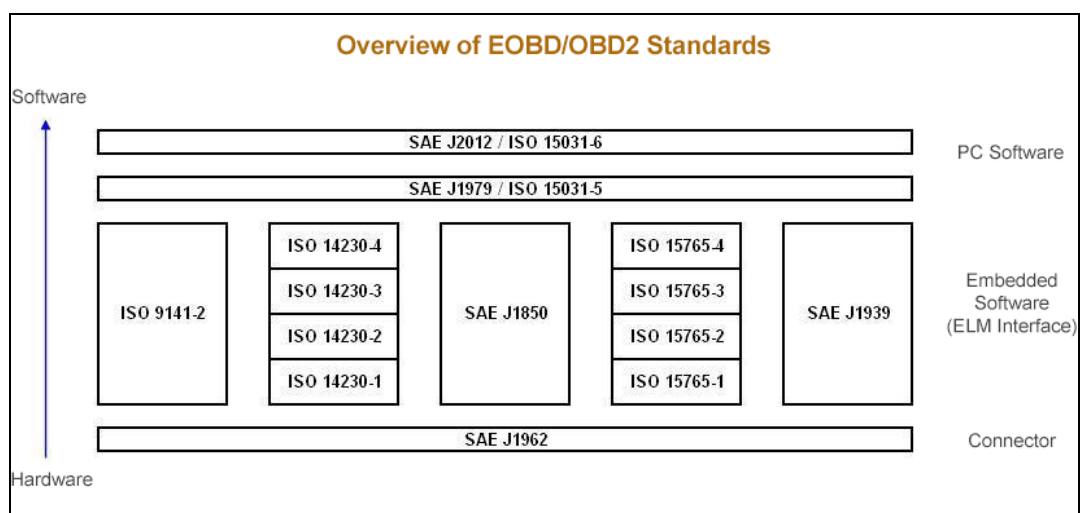 Overview of EOBD/OBD2 Standards
Software
SAE J2012 / ISO 15031-6
PC Software
SAE J1979 / ISO 15031-5
ISO 9141-2
ISO 14230-4
ISO 14230-3
ISO 14230-2
ISO 14230-1
SAE J1850
ISO 15765-4
ISO 15765-3
ISO 15765-2
ISO 15765-1
SAE J1939
Embedded
Software
(ELM Interface)
SAE J1962
Connector
Hardware